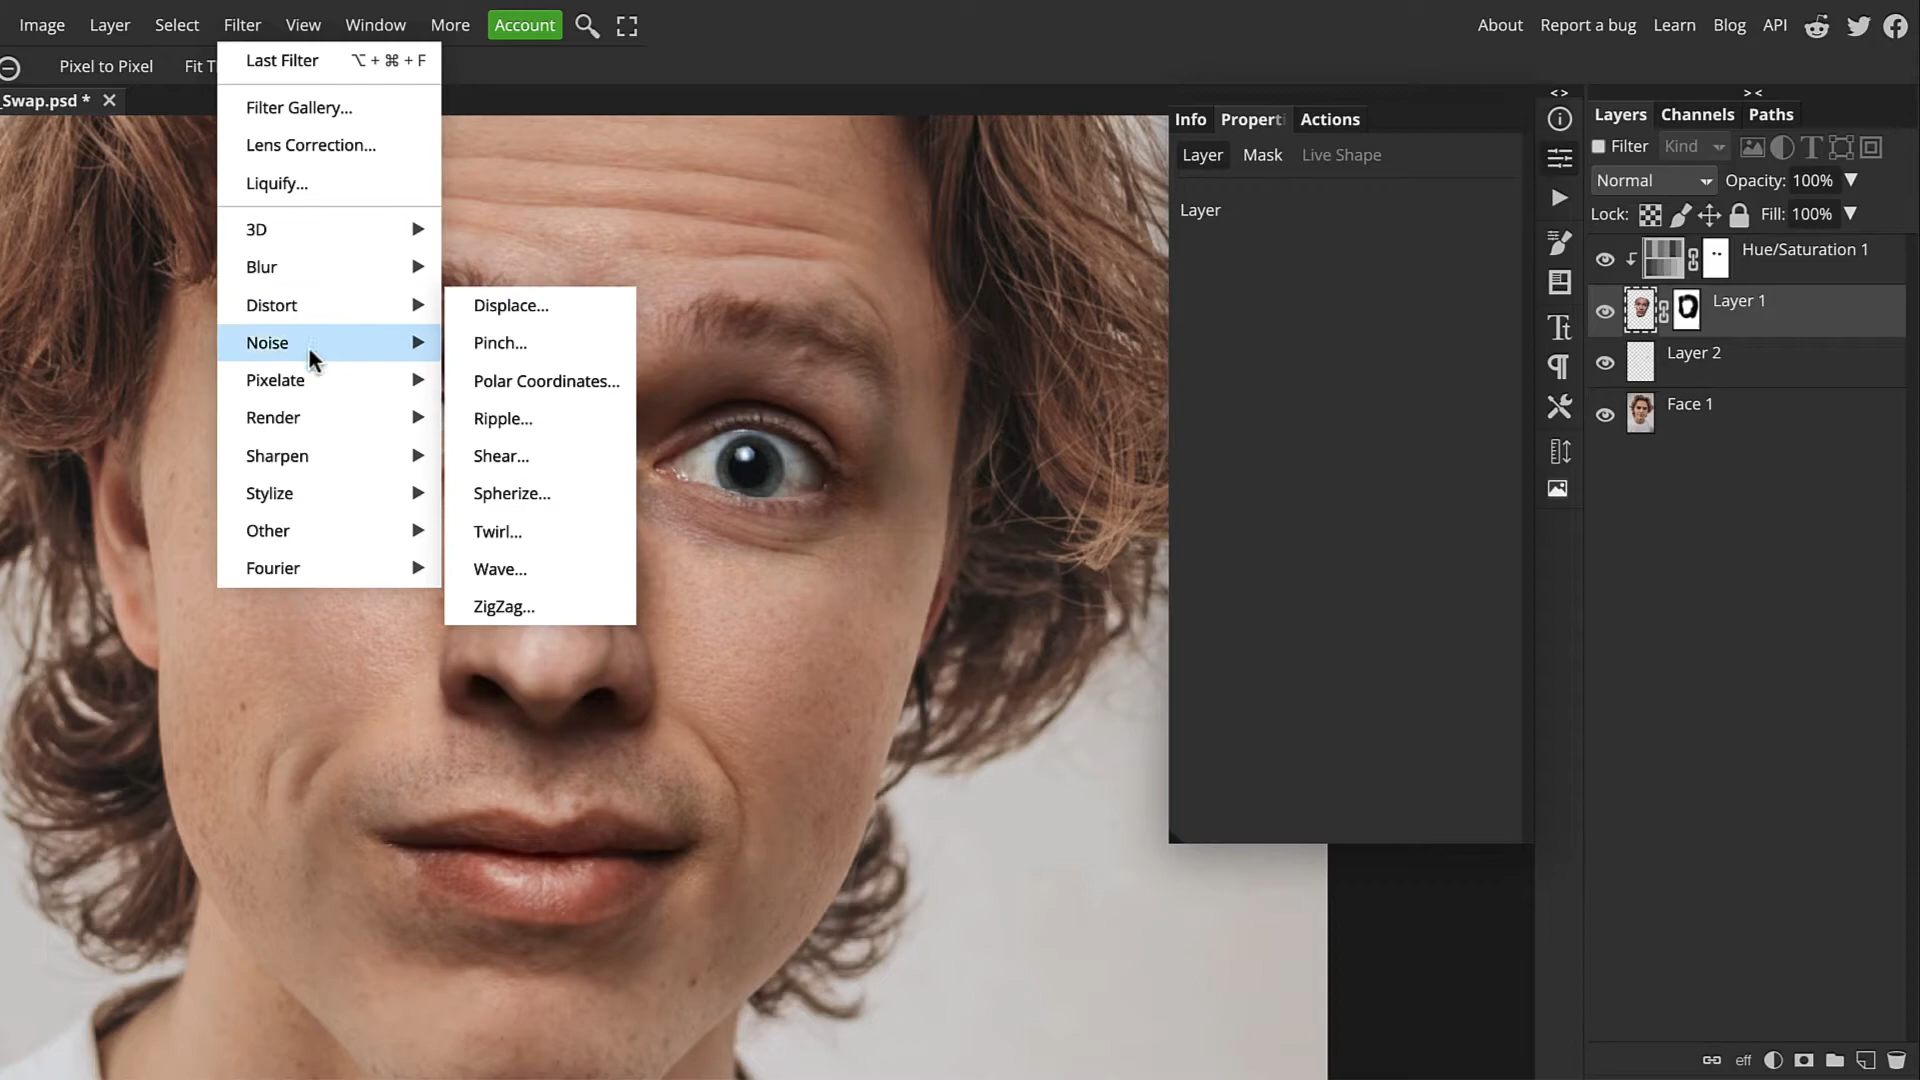 Image Layer Select Filter View Window More Account About Report a bug Learn Blog API
Pixel to Pixel Fit T
_Swap.psd *
Last Filter ⌥ + ⌘ + F
Filter Gallery...
Lens Correction...
Liquify...
3D
Blur
Distort
Noise
Pixelate
Render
Sharpen
Stylize
Other
Fourier
Displace...
Pinch...
Polar Coordinates...
Ripple...
Shear...
Spherize...
Twirl...
Wave...
ZigZag...
Info Properti Actions
Layer Mask Live Shape
Layer
< >
> <
Layers Channels Paths
Filter Kind
Normal Opacity: 100%
Lock: Fill: 100%
Hue/Saturation 1
Layer 1
Layer 2
Face 1
eff